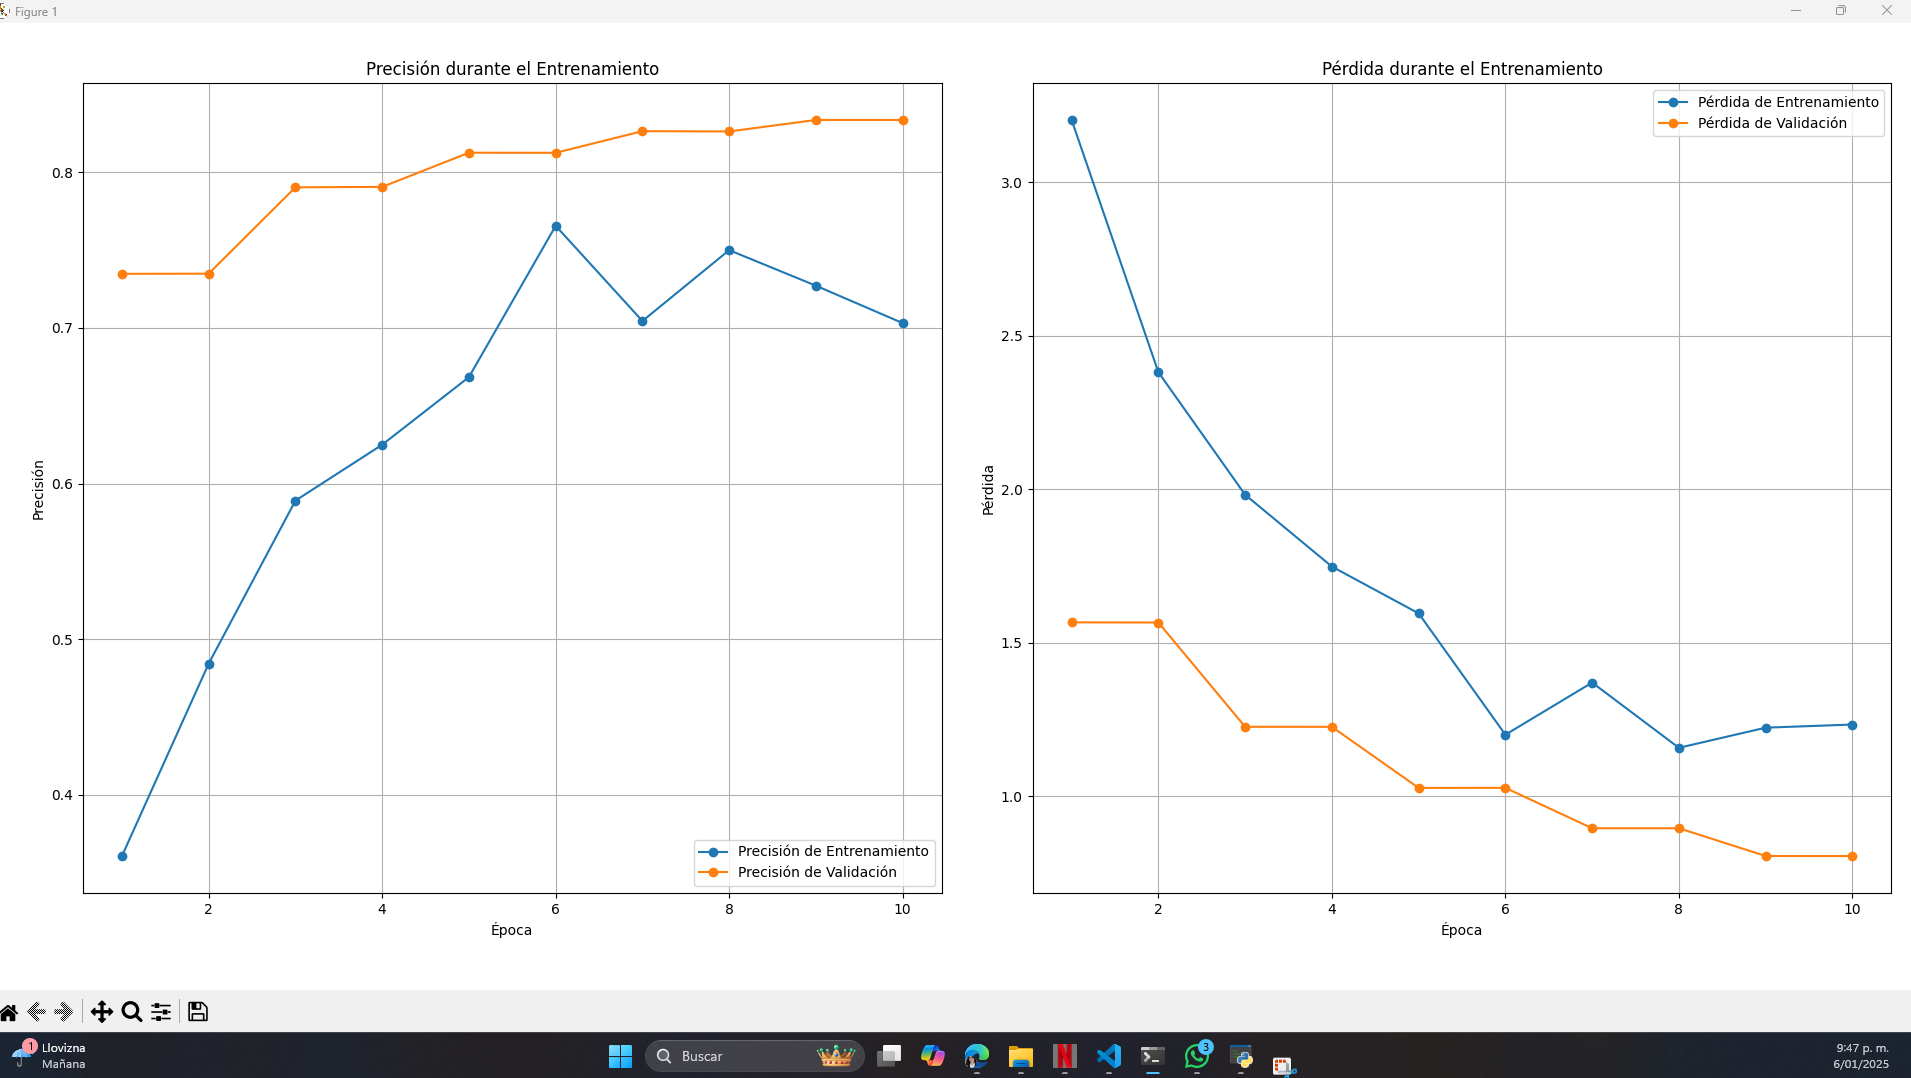 Figure 1
Precisión durante el Entrenamiento
0.8
0.7
0.6
0.5
0.4
Precisión
2 4 6 8 10
Época
Precisión de Entrenamiento
Precisión de Validación
Pérdida durante el Entrenamiento
Pérdida de Entrenamiento
Pérdida de Validación
3.0
2.5
2.0
1.5
1.0
Pérdida
2 4 6 8 10
Época
1
Llovizna
Mañana
Buscar
3
9:47 p. m.
6/01/2025